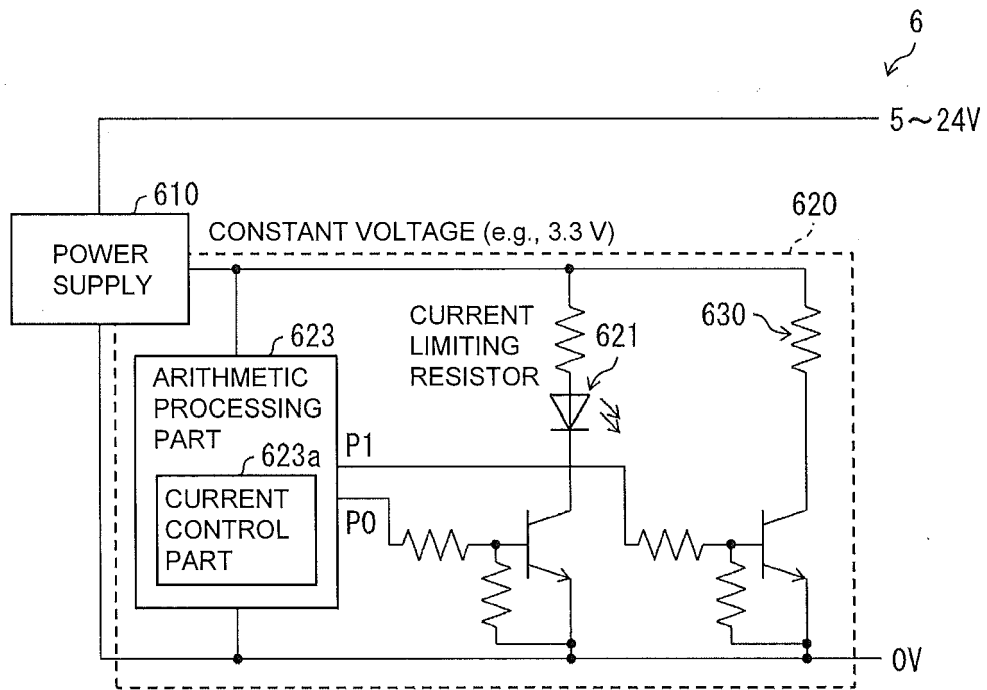 6
5~24V
610
POWER
SUPPLY
CONSTANT VOLTAGE (e.g., 3.3 V)
620
623
ARITHMETIC
PROCESSING
PART
623a
CURRENT
CONTROL
PART
P1
P0
CURRENT
LIMITING
RESISTOR
621
630
0V